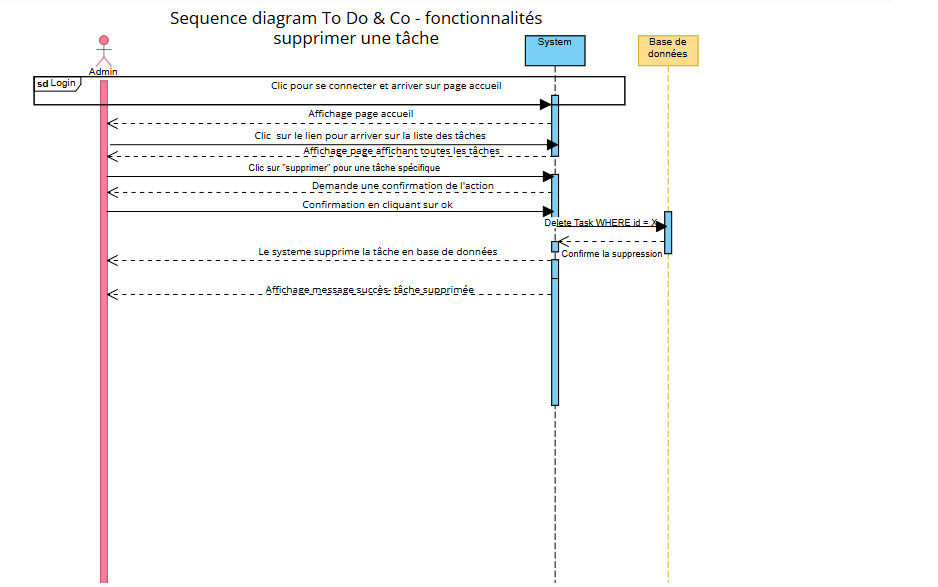 Sequence diagram To Do & Co - fonctionnalités
supprimer une tâche
System
Base de
données
Admin
sd Login
Clic pour se connecter et arriver sur page accueil
Affichage page accueil
Clic sur le lien pour arriver sur la liste des tâches
Affichage page affichant toutes les tâches
Clic sur "supprimer" pour une tâche spécifique
Demande une confirmation de l'action
Confirmation en cliquant sur ok
Delete Task WHERE id = X
Le systeme supprime la tâche en base de données
Confirme la suppression
Affichage message succès- tâche supprimée